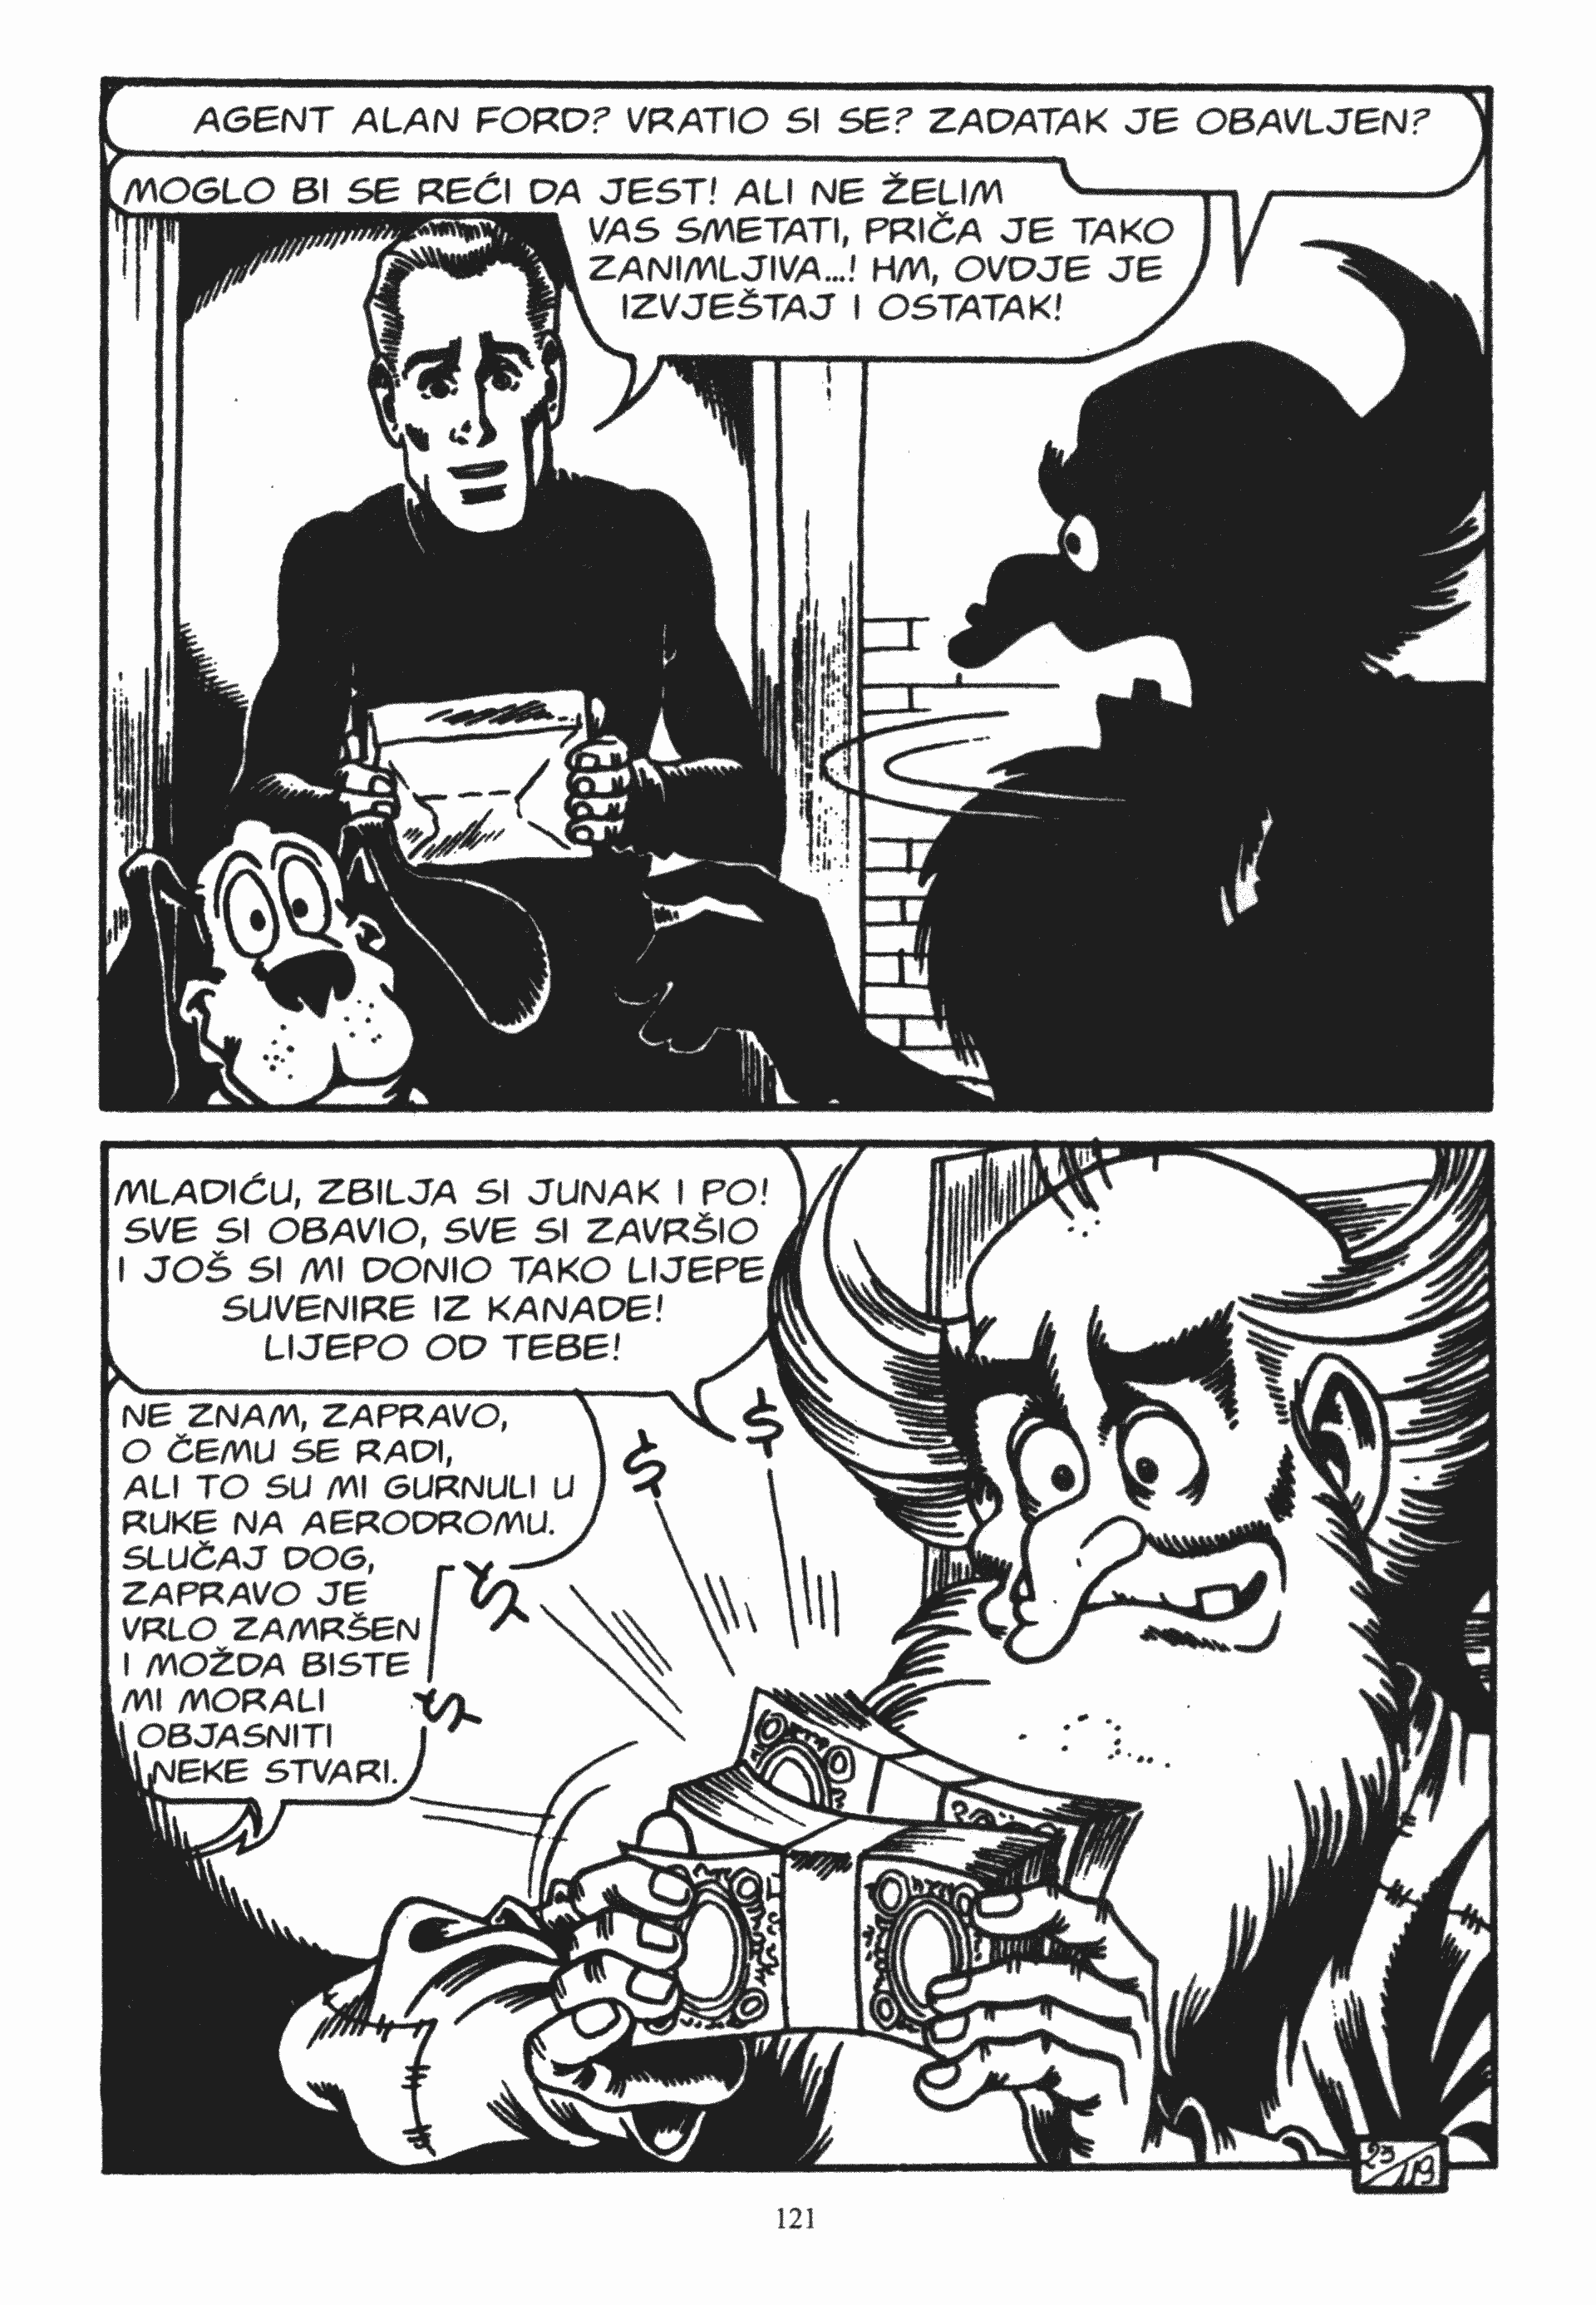 AGENT ALAN FORD? VRATIO SI SE? ZADATAK JE OBAVLJEN?
MOGLO BI SE REĆI DA JEST! ALI NE ŽELIM
VAS SMETATI, PRIČA JE TAKO
ZANIMLJIVA...! HM, OVDJE JE
IZVJEŠTAJ I OSTATAK!
MLADIĆU, ZBILJA SI JUNAK I PO!
SVE SI OBAVIO, SVE SI ZAVRŠIO
I JOŠ SI MI DONIO TAKO LIJEPE
SUVENIRE IZ KANADE!
LIJEPO OD TEBE!
NE ZNAM, ZAPRAVO,
O ČEMU SE RADI,
ALI TO SU MI GURNULI U
RUKE NA AERODROMU.
SLUČAJ DOG,
ZAPRAVO JE
VRLO ZAMRŠEN
I MOŽDA BISTE
MI MORALI
OBJASNITI
NEKE STVARI.
$
$
$
$
23/119
121